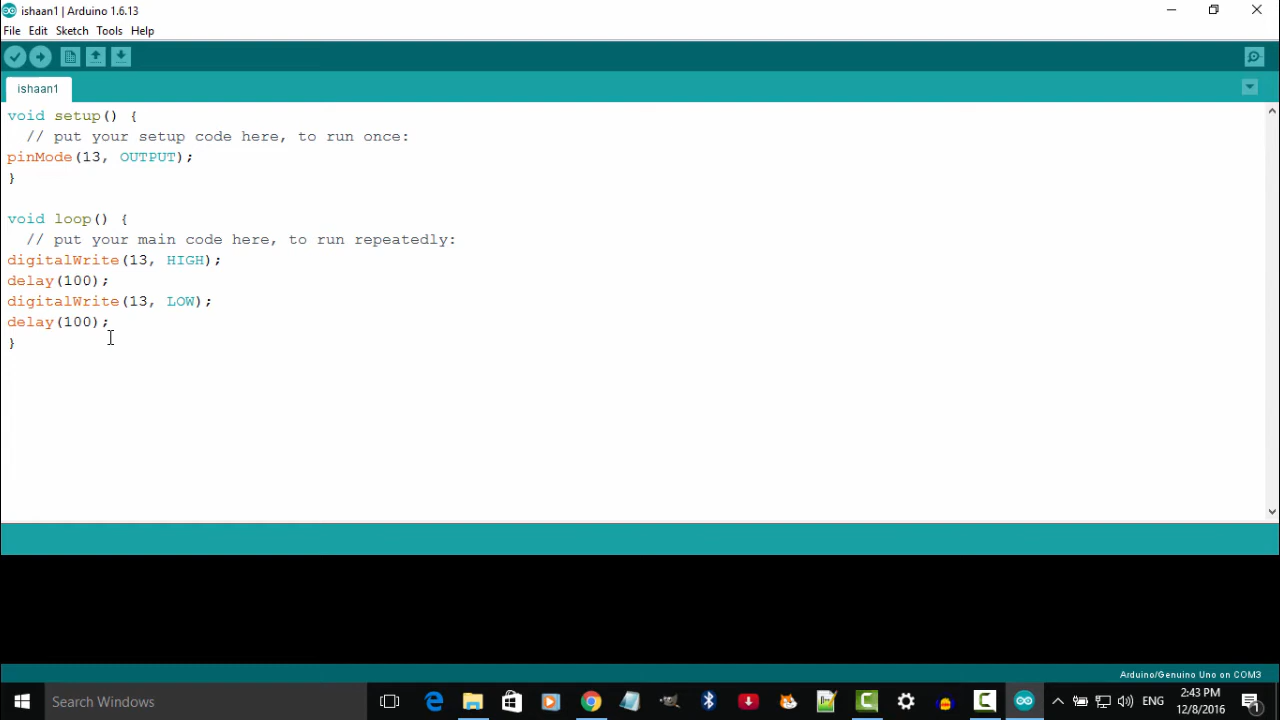 ishaan1 | Arduino 1.6.13
File Edit Sketch Tools Help
ishaan1
void setup() {
  // put your setup code here, to run once:
pinMode(13, OUTPUT);
}
void loop() {
  // put your main code here, to run repeatedly:
digitalWrite(13, HIGH);
delay(100);
digitalWrite(13, LOW);
delay(100);
}
Arduino/Genuino Uno on COM3
Search Windows
ENG
2:43 PM
12/8/2016
1